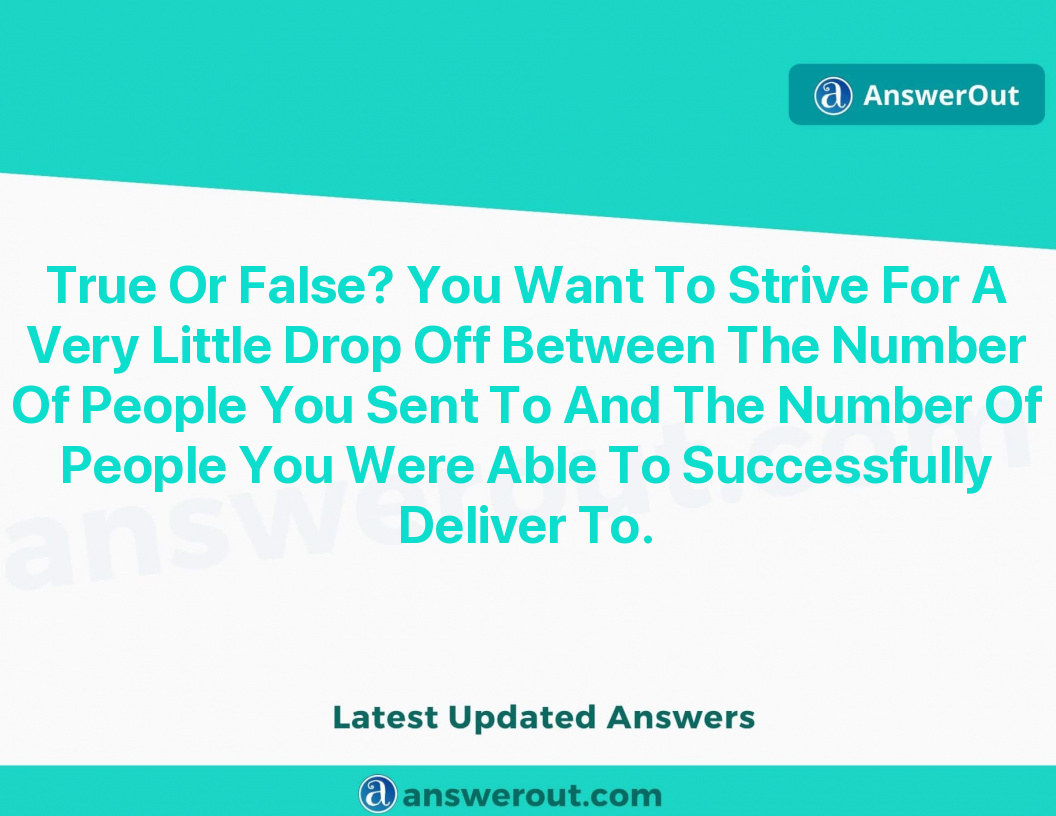 AnswerOut
True Or False? You Want To Strive For A
Very Little Drop Off Between The Number
Of People You Sent To And The Number Of
People You Were Able To Successfully
Deliver To.
answerout.com
Latest Updated Answers
answerout.com